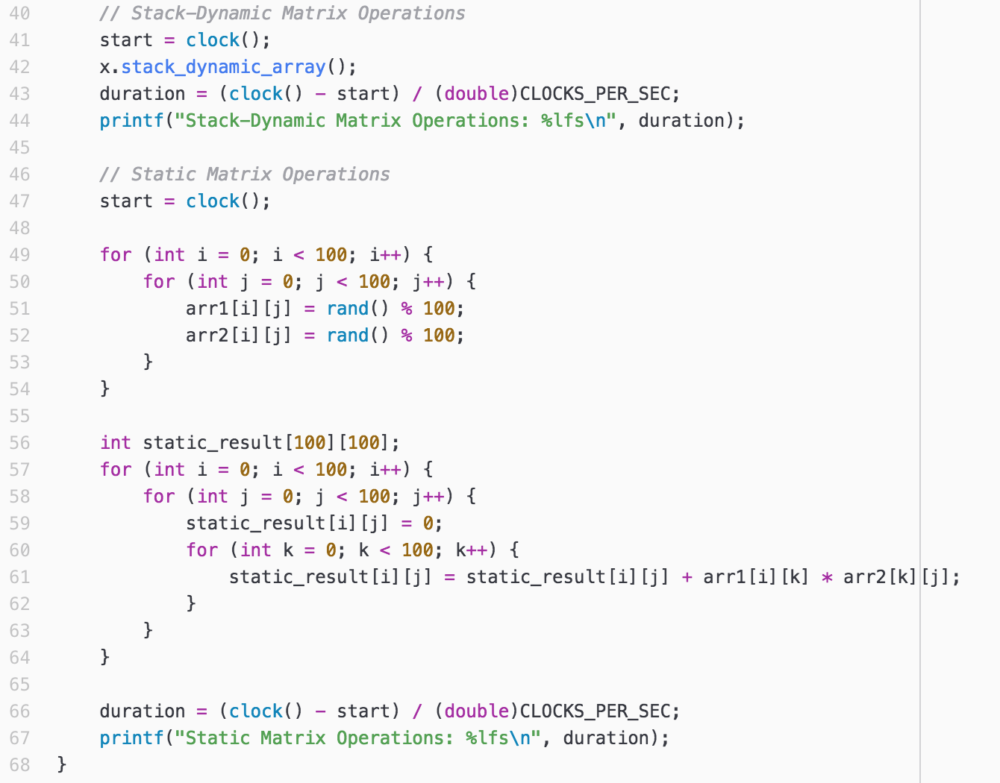 40 // Stack-Dynamic Matrix Operations
41 start = clock();
42 x.stack_dynamic_array();
43 duration = (clock() - start) / (double)CLOCKS_PER_SEC;
44 printf("Stack-Dynamic Matrix Operations: %lfs\n", duration);
45
46 // Static Matrix Operations
47 start = clock();
48
49 for (int i = 0; i < 100; i++) {
50 for (int j = 0; j < 100; j++) {
51 arr1[i][j] = rand() % 100;
52 arr2[i][j] = rand() % 100;
53 }
54 }
55
56 int static_result[100][100];
57 for (int i = 0; i < 100; i++) {
58 for (int j = 0; j < 100; j++) {
59 static_result[i][j] = 0;
60 for (int k = 0; k < 100; k++) {
61 static_result[i][j] = static_result[i][j] + arr1[i][k] * arr2[k][j];
62 }
63 }
64 }
65
66 duration = (clock() - start) / (double)CLOCKS_PER_SEC;
67 printf("Static Matrix Operations: %lfs\n", duration);
68 }